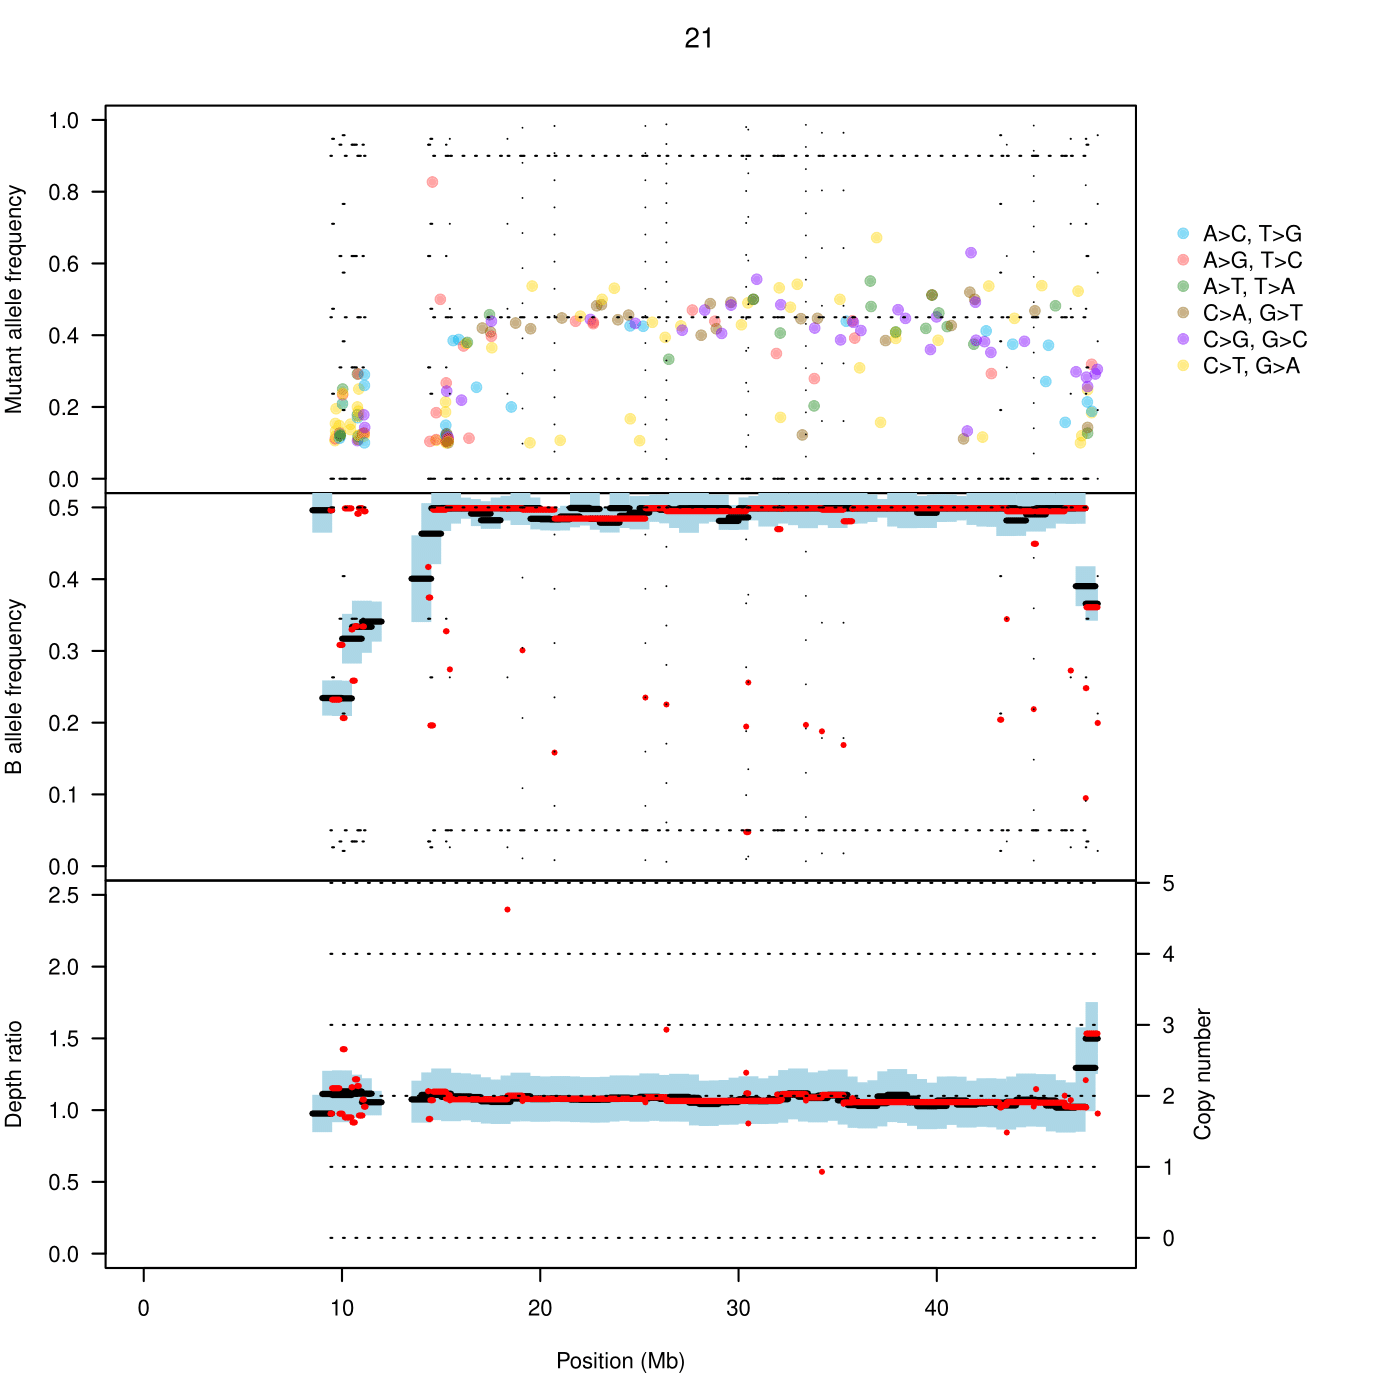 21
Mutant allele frequency
1.0
0.8
0.6
0.4
0.2
0.0
A>C, T>G
A>G, T>C
A>T, T>A
C>A, G>T
C>G, G>C
C>T, G>A
B allele frequency
0.5
0.4
0.3
0.2
0.1
0.0
Depth ratio
2.5
2.0
1.5
1.0
0.5
0.0
5
4
3
2
1
0
Copy number
0 10 20 30 40
Position (Mb)